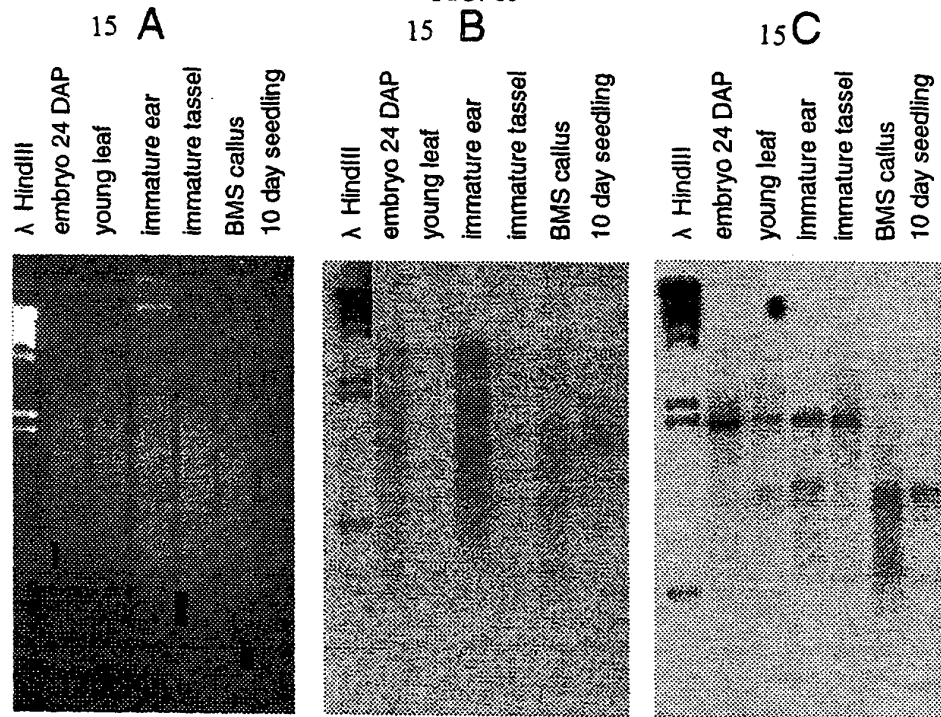 15 A
15 B
15 C
λ HindIII
embryo 24 DAP
young leaf
immature ear
immature tassel
BMS callus
10 day seedling
λ HindIII
embryo 24 DAP
young leaf
immature ear
immature tassel
BMS callus
10 day seedling
λ HindIII
embryo 24 DAP
young leaf
immature ear
immature tassel
BMS callus
10 day seedling